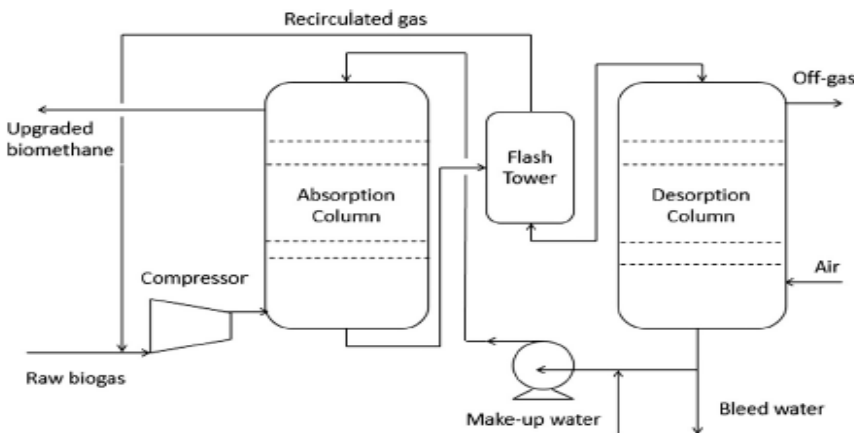 Recirculated gas
Off-gas
Upgraded
biomethane
Flash
Tower
Absorption
Column
Desorption
Column
Compressor
Air
Raw biogas
Make-up water
Bleed water